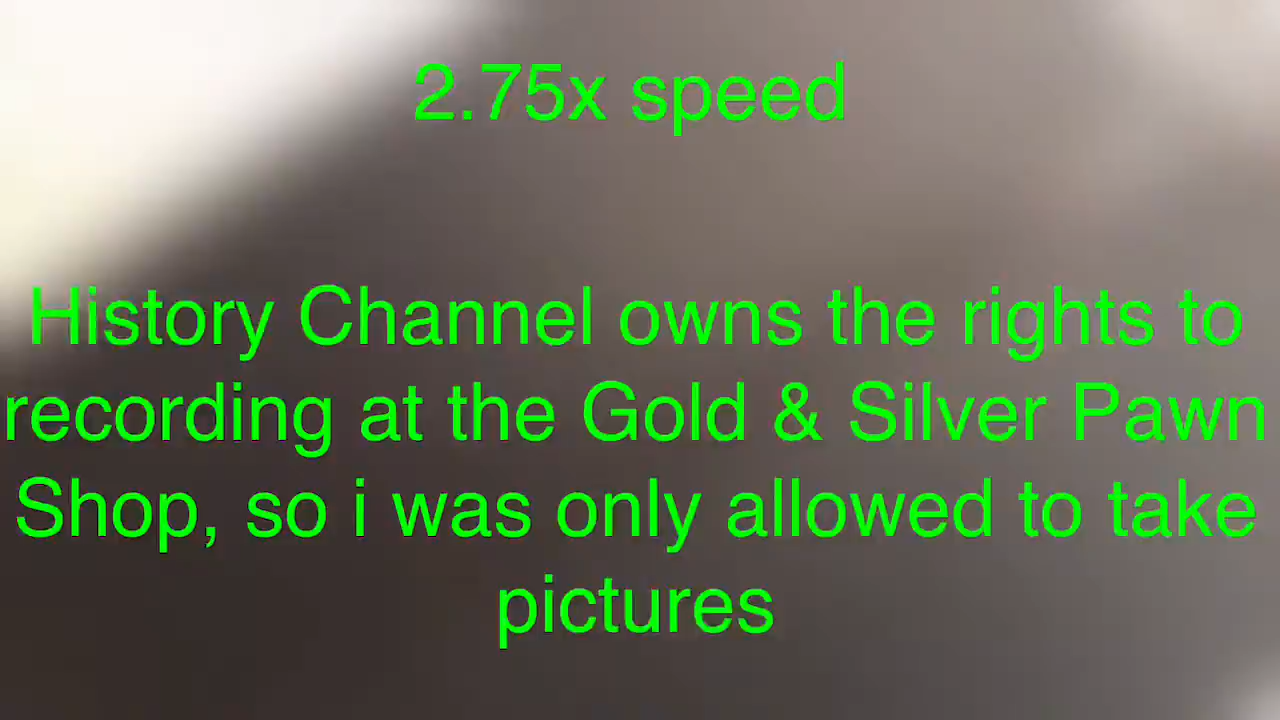 2.75x speed
History Channel owns the rights to
recording at the Gold & Silver Pawn
Shop, so i was only allowed to take
pictures